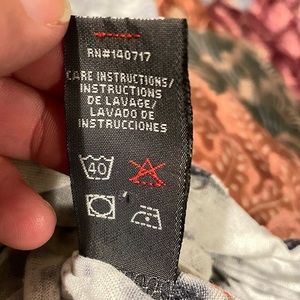 RN#140717
CARE INSTRUCTIONS/
INSTRUCTIONS
DE LAVAGE/
LAVADO DE
INSTRUCCIONES
40